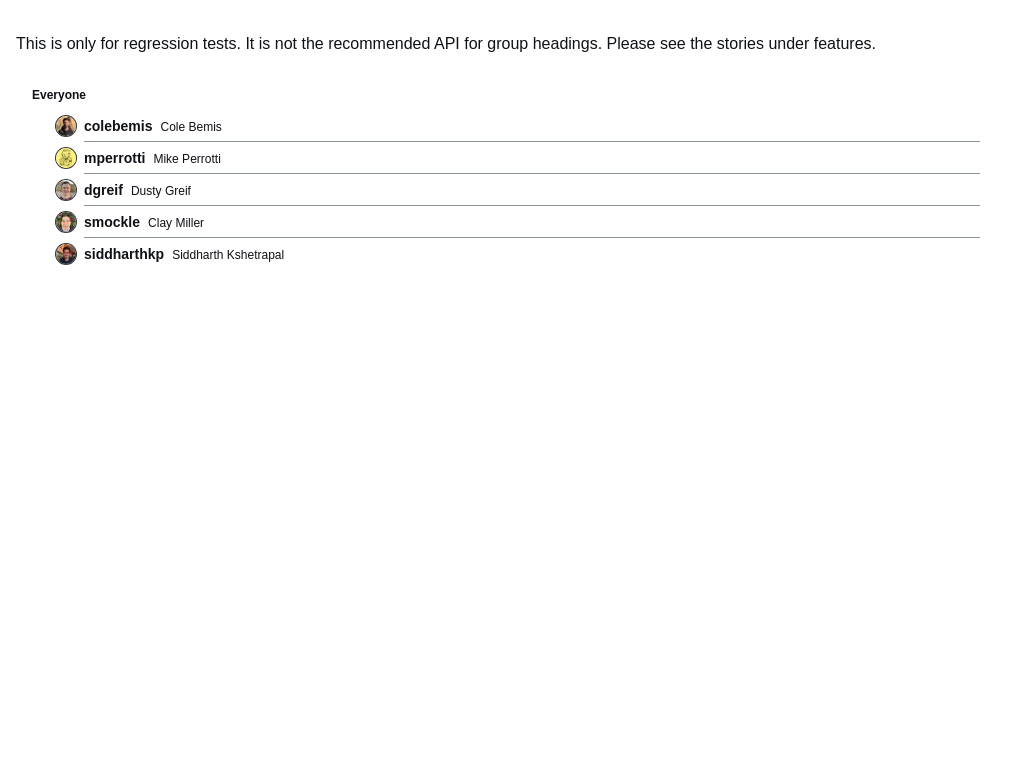 This is only for regression tests. It is not the recommended API for group headings. Please see the stories under features.
Everyone
colebemis Cole Bemis
mperrotti Mike Perrotti
dgreif Dusty Greif
smockle Clay Miller
siddharthkp Siddharth Kshetrapal